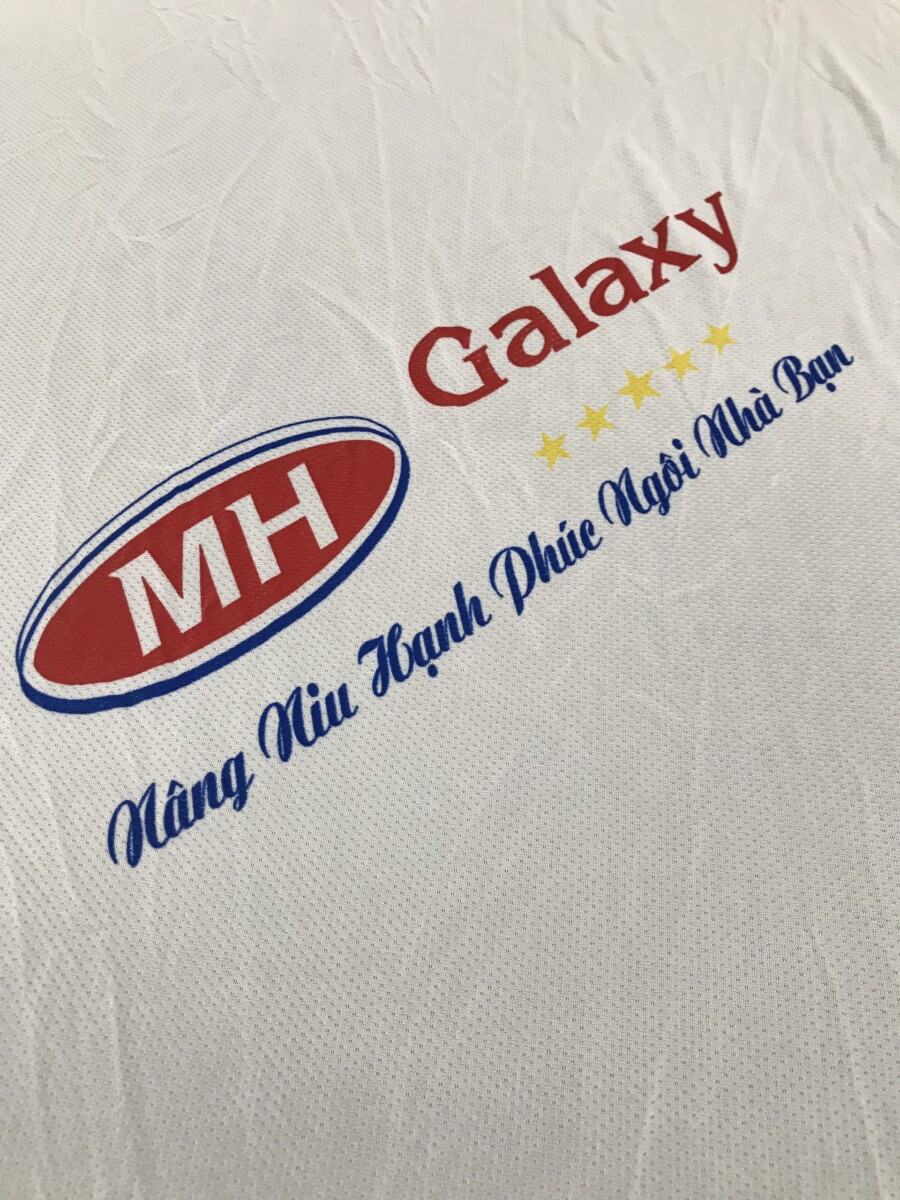 Galaxy
MH
Nâng Niu Hạnh Phúc Ngôi Nhà Bạn